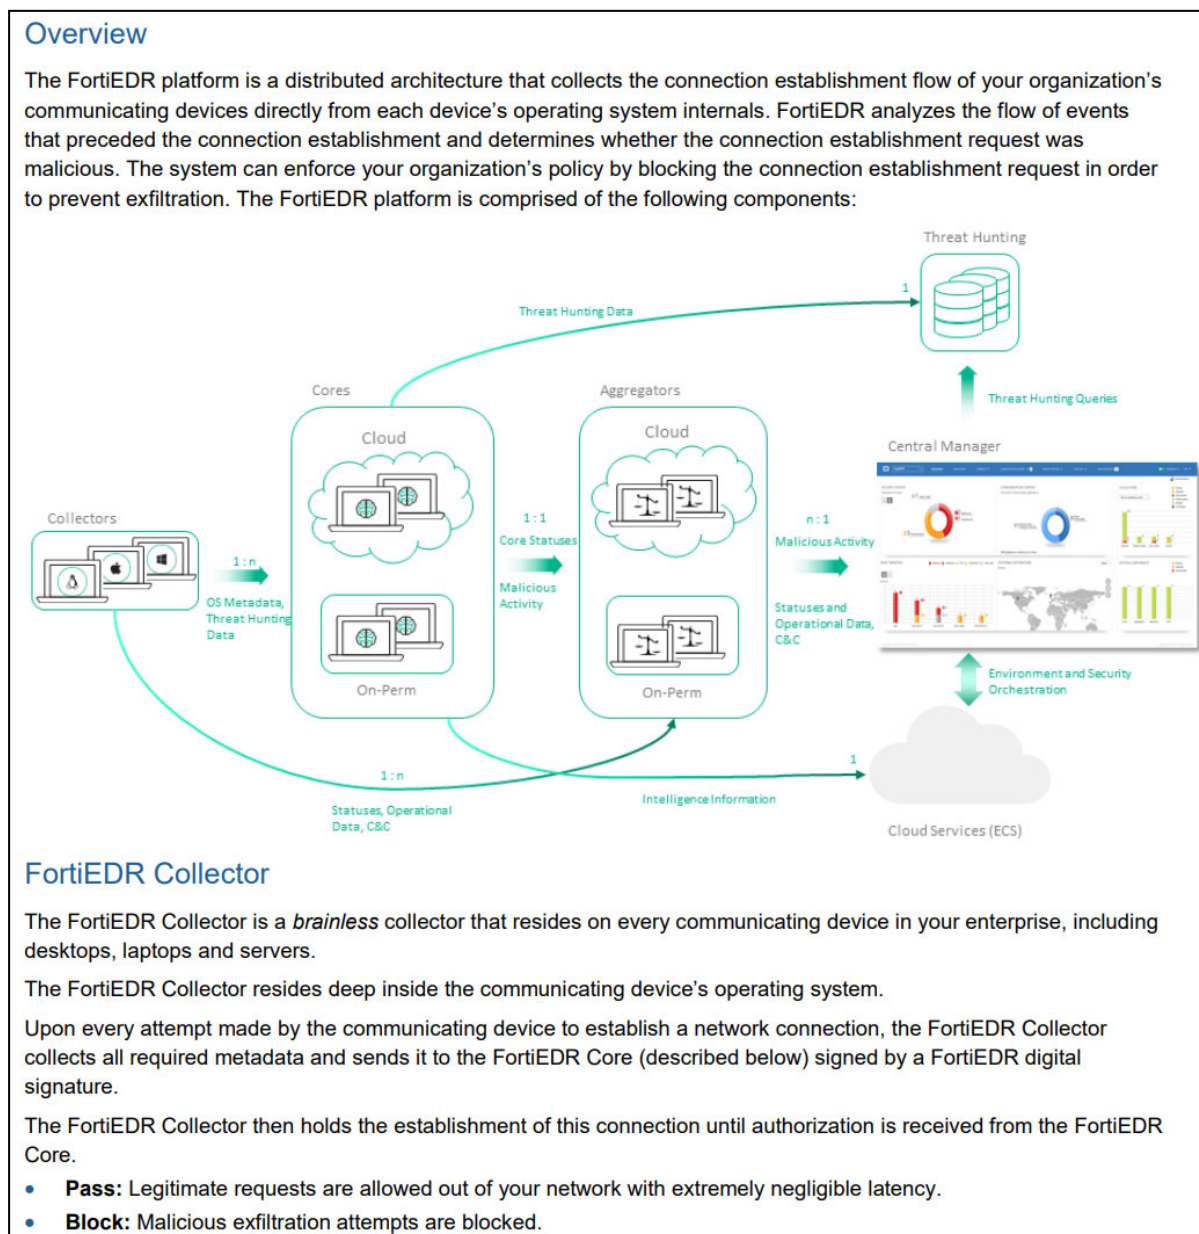 Overview
The FortiEDR platform is a distributed architecture that collects the connection establishment flow of your organization's
communicating devices directly from each device's operating system internals. FortiEDR analyzes the flow of events
that preceded the connection establishment and determines whether the connection establishment request was
malicious. The system can enforce your organization's policy by blocking the connection establishment request in order
to prevent exfiltration. The FortiEDR platform is comprised of the following components:
Threat Hunting
1
Threat Hunting Data
Cores
Aggregators
Threat Hunting Queries
Cloud
Cloud
Central Manager
Collectors
1 : n
OS Metadata,
Threat Hunting
Data
1 : 1
Core Statuses
Malicious
Activity
n : 1
Malicious Activity
Statuses and
Operational Data,
C&C
On-Perm
On-Perm
Environment and Security
Orchestration
1 : n
Statuses, Operational
Data, C&C
1
Intelligence Information
Cloud Services (ECS)
FortiEDR Collector
The FortiEDR Collector is a brainless collector that resides on every communicating device in your enterprise, including
desktops, laptops and servers.
The FortiEDR Collector resides deep inside the communicating device's operating system.
Upon every attempt made by the communicating device to establish a network connection, the FortiEDR Collector
collects all required metadata and sends it to the FortiEDR Core (described below) signed by a FortiEDR digital
signature.
The FortiEDR Collector then holds the establishment of this connection until authorization is received from the FortiEDR
Core.
• Pass: Legitimate requests are allowed out of your network with extremely negligible latency.
• Block: Malicious exfiltration attempts are blocked.